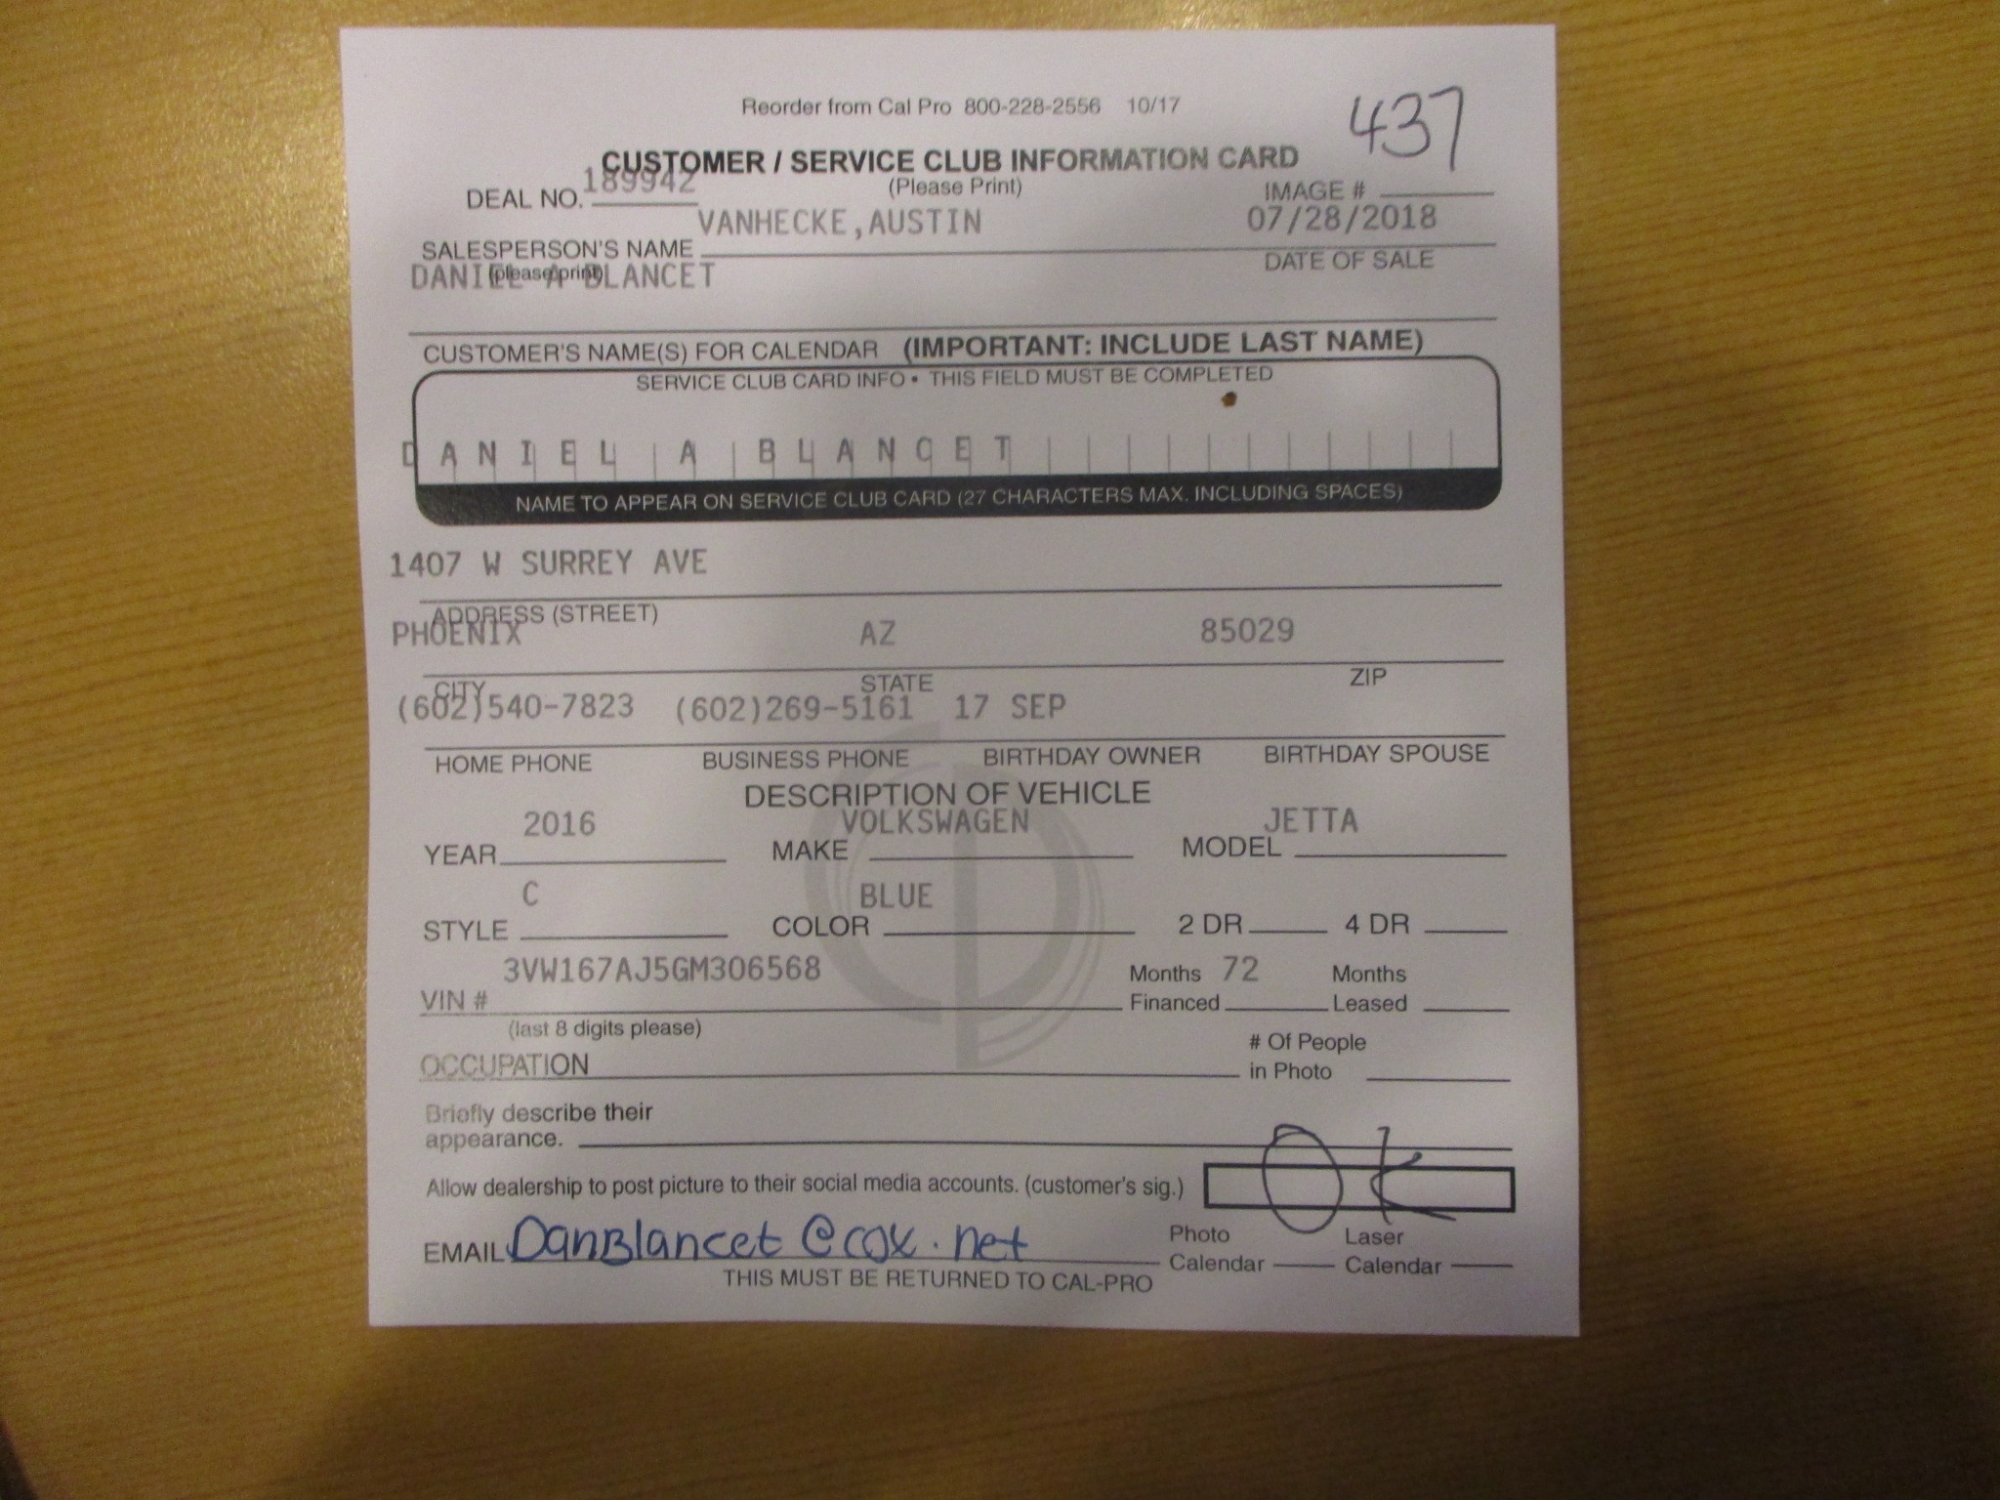 Reorder from Cal Pro 800-228-2556 10/17
437
CUSTOMER / SERVICE CLUB INFORMATION CARD
DEAL NO. 189942 (Please Print) IMAGE #
VANHECKE,AUSTIN 07/28/2018
SALESPERSON'S NAME DATE OF SALE
(please print)
DANIEL A BLANCET
CUSTOMER'S NAME(S) FOR CALENDAR (IMPORTANT: INCLUDE LAST NAME)
SERVICE CLUB CARD INFO • THIS FIELD MUST BE COMPLETED
DANIEL A BLANCET
NAME TO APPEAR ON SERVICE CLUB CARD (27 CHARACTERS MAX. INCLUDING SPACES)
1407 W SURREY AVE
ADDRESS (STREET)
PHOENIX AZ 85029
CITY STATE ZIP
(602)540-7823 (602)269-5161 17 SEP
HOME PHONE BUSINESS PHONE BIRTHDAY OWNER BIRTHDAY SPOUSE
DESCRIPTION OF VEHICLE
2016 VOLKSWAGEN JETTA
YEAR MAKE MODEL
C BLUE
STYLE COLOR 2 DR 4 DR
3VW167AJ5GM306568 Months 72 Months
VIN # Financed Leased
(last 8 digits please)
# Of People
OCCUPATION in Photo
Briefly describe their
appearance.
Allow dealership to post picture to their social media accounts. (customer's sig.) OK
EMAIL DanBlancet@cox.net
Photo Laser
Calendar Calendar
THIS MUST BE RETURNED TO CAL-PRO